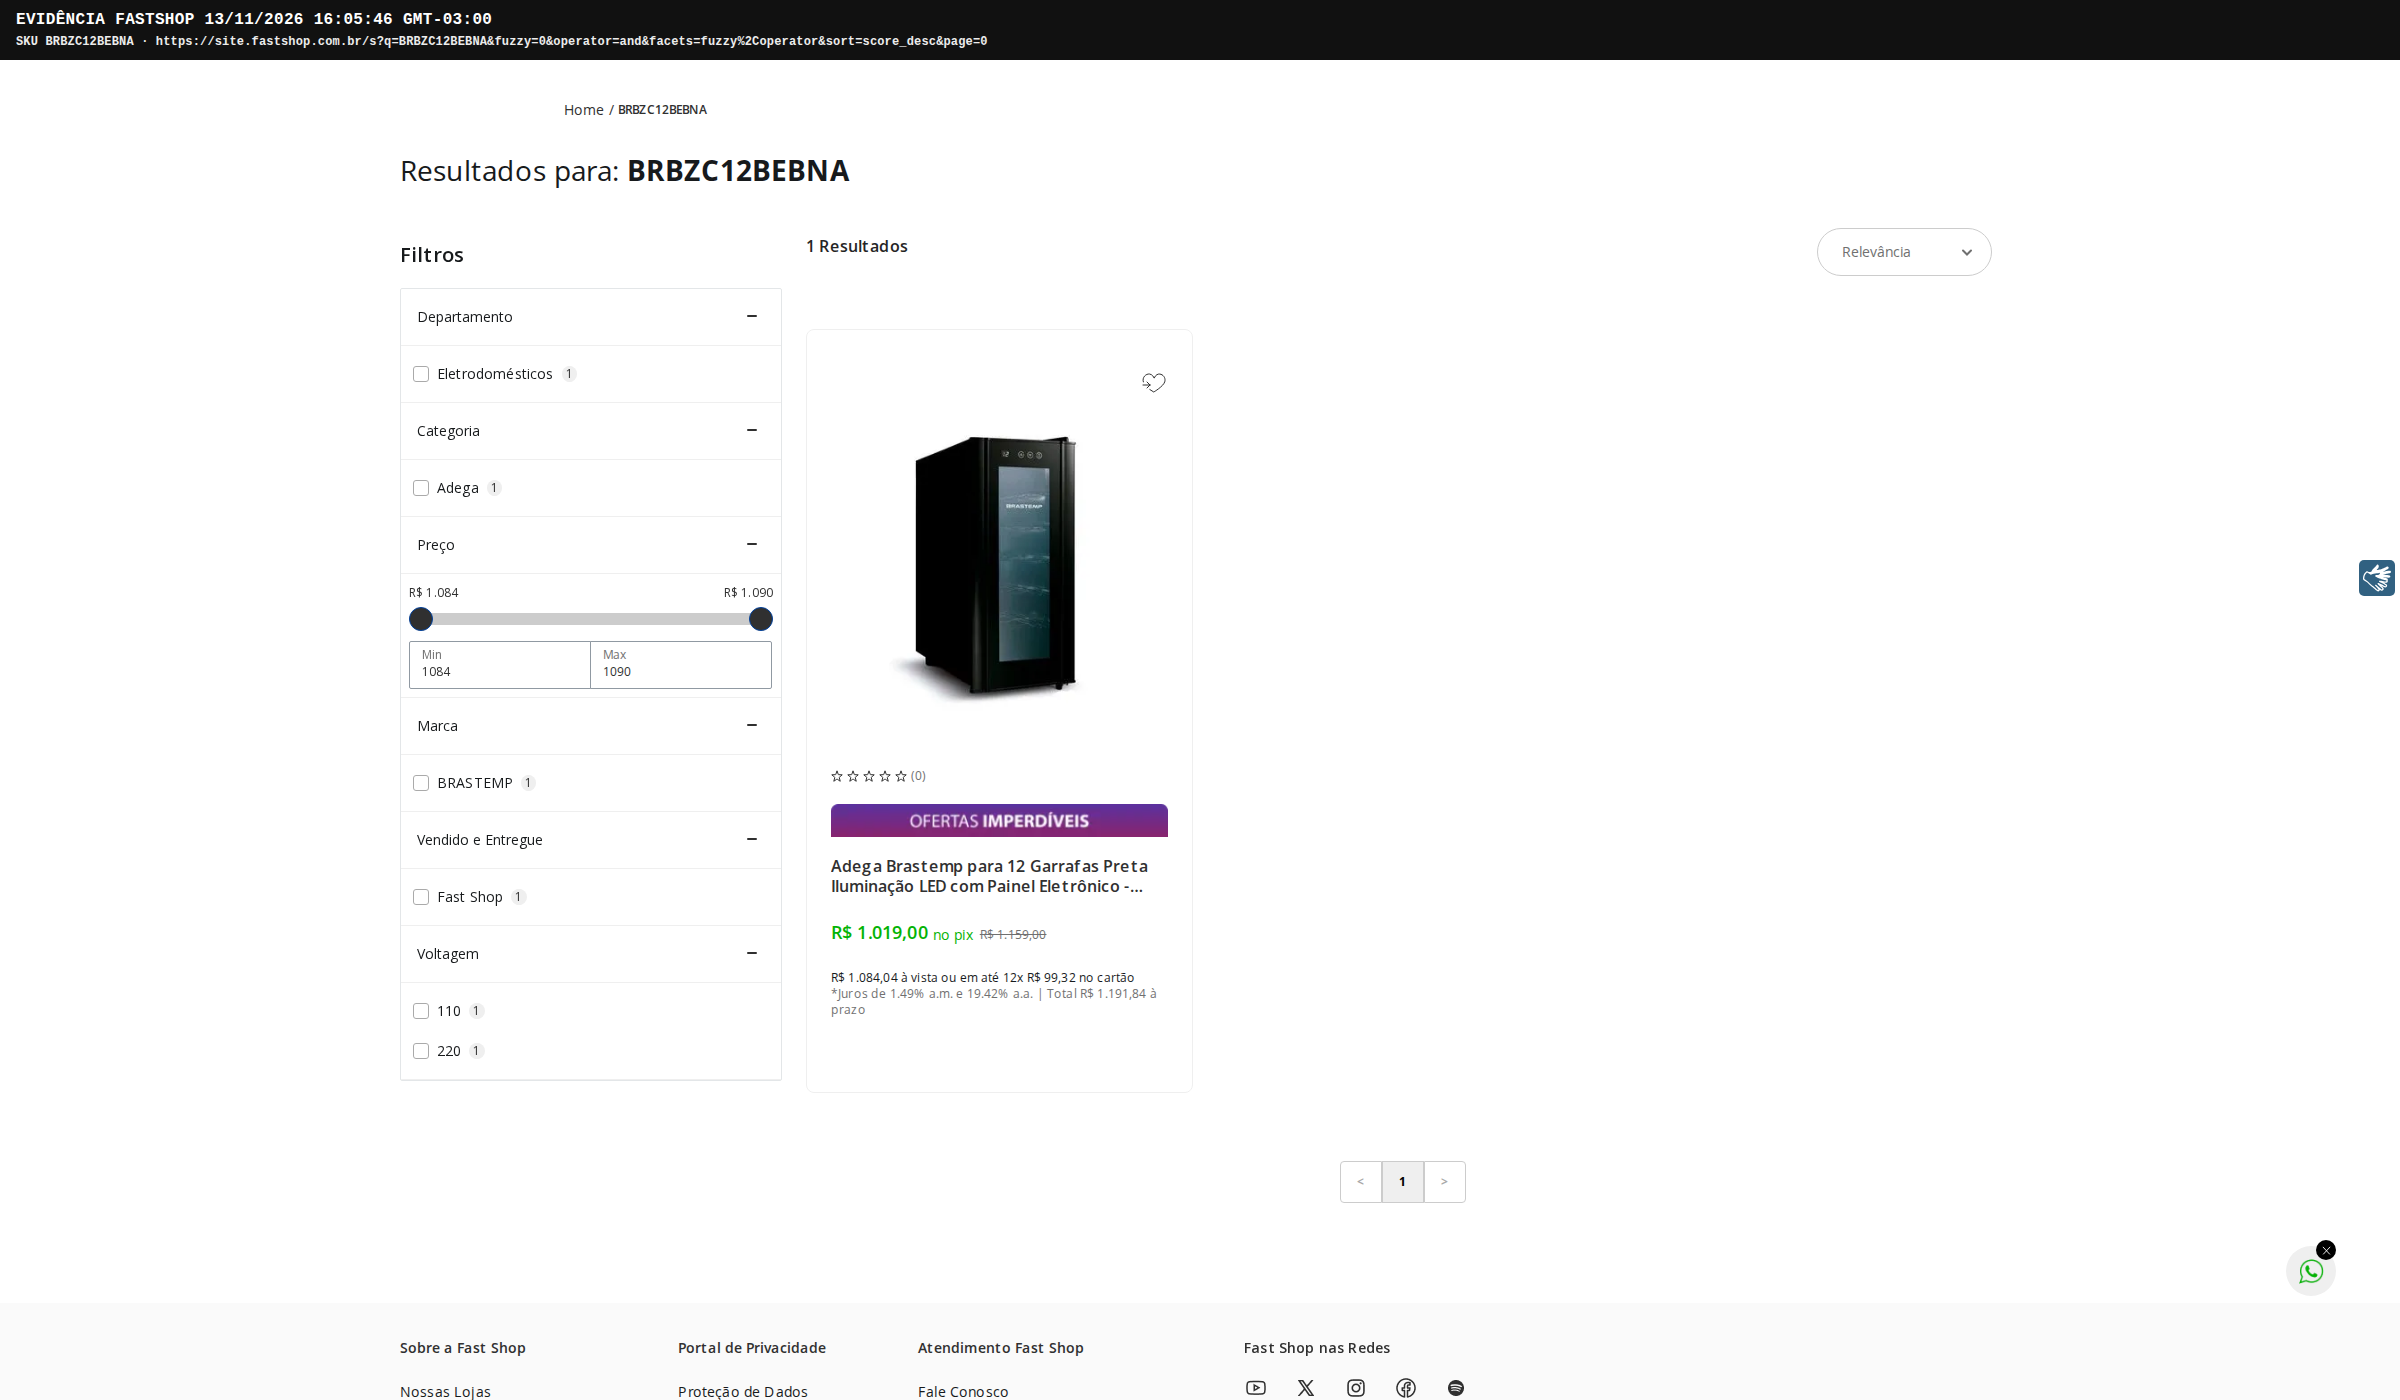 EVIDÊNCIA FASTSHOP 13/11/2026 16:05:46 GMT-03:00
SKU BRBZC12BEBNA · https://site.fastshop.com.br/s?q=BRBZC12BEBNA&fuzzy=0&operator=and&facets=fuzzy%2Coperator&sort=score_desc&page=0
Home / BRBZC12BEBNA
Resultados para: BRBZC12BEBNA
Filtros
1 Resultados
Relevância
Departamento
Eletrodomésticos 1
Categoria
Adega 1
Preço
R$ 1.084
R$ 1.090
Min
1084
Max
1090
Marca
BRASTEMP 1
Vendido e Entregue
Fast Shop 1
Voltagem
110 1
220 1
BRASTEMP
(0)
OFERTAS IMPERDÍVEIS
Adega Brastemp para 12 Garrafas Preta
Iluminação LED com Painel Eletrônico -...
R$ 1.019,00 no pix R$ 1.159,00
R$ 1.084,04 à vista ou em até 12x R$ 99,32 no cartão
*Juros de 1.49% a.m. e 19.42% a.a. | Total R$ 1.191,84 à
prazo
< 1 >
Sobre a Fast Shop
Nossas Lojas
Portal de Privacidade
Proteção de Dados
Atendimento Fast Shop
Fale Conosco
Fast Shop nas Redes